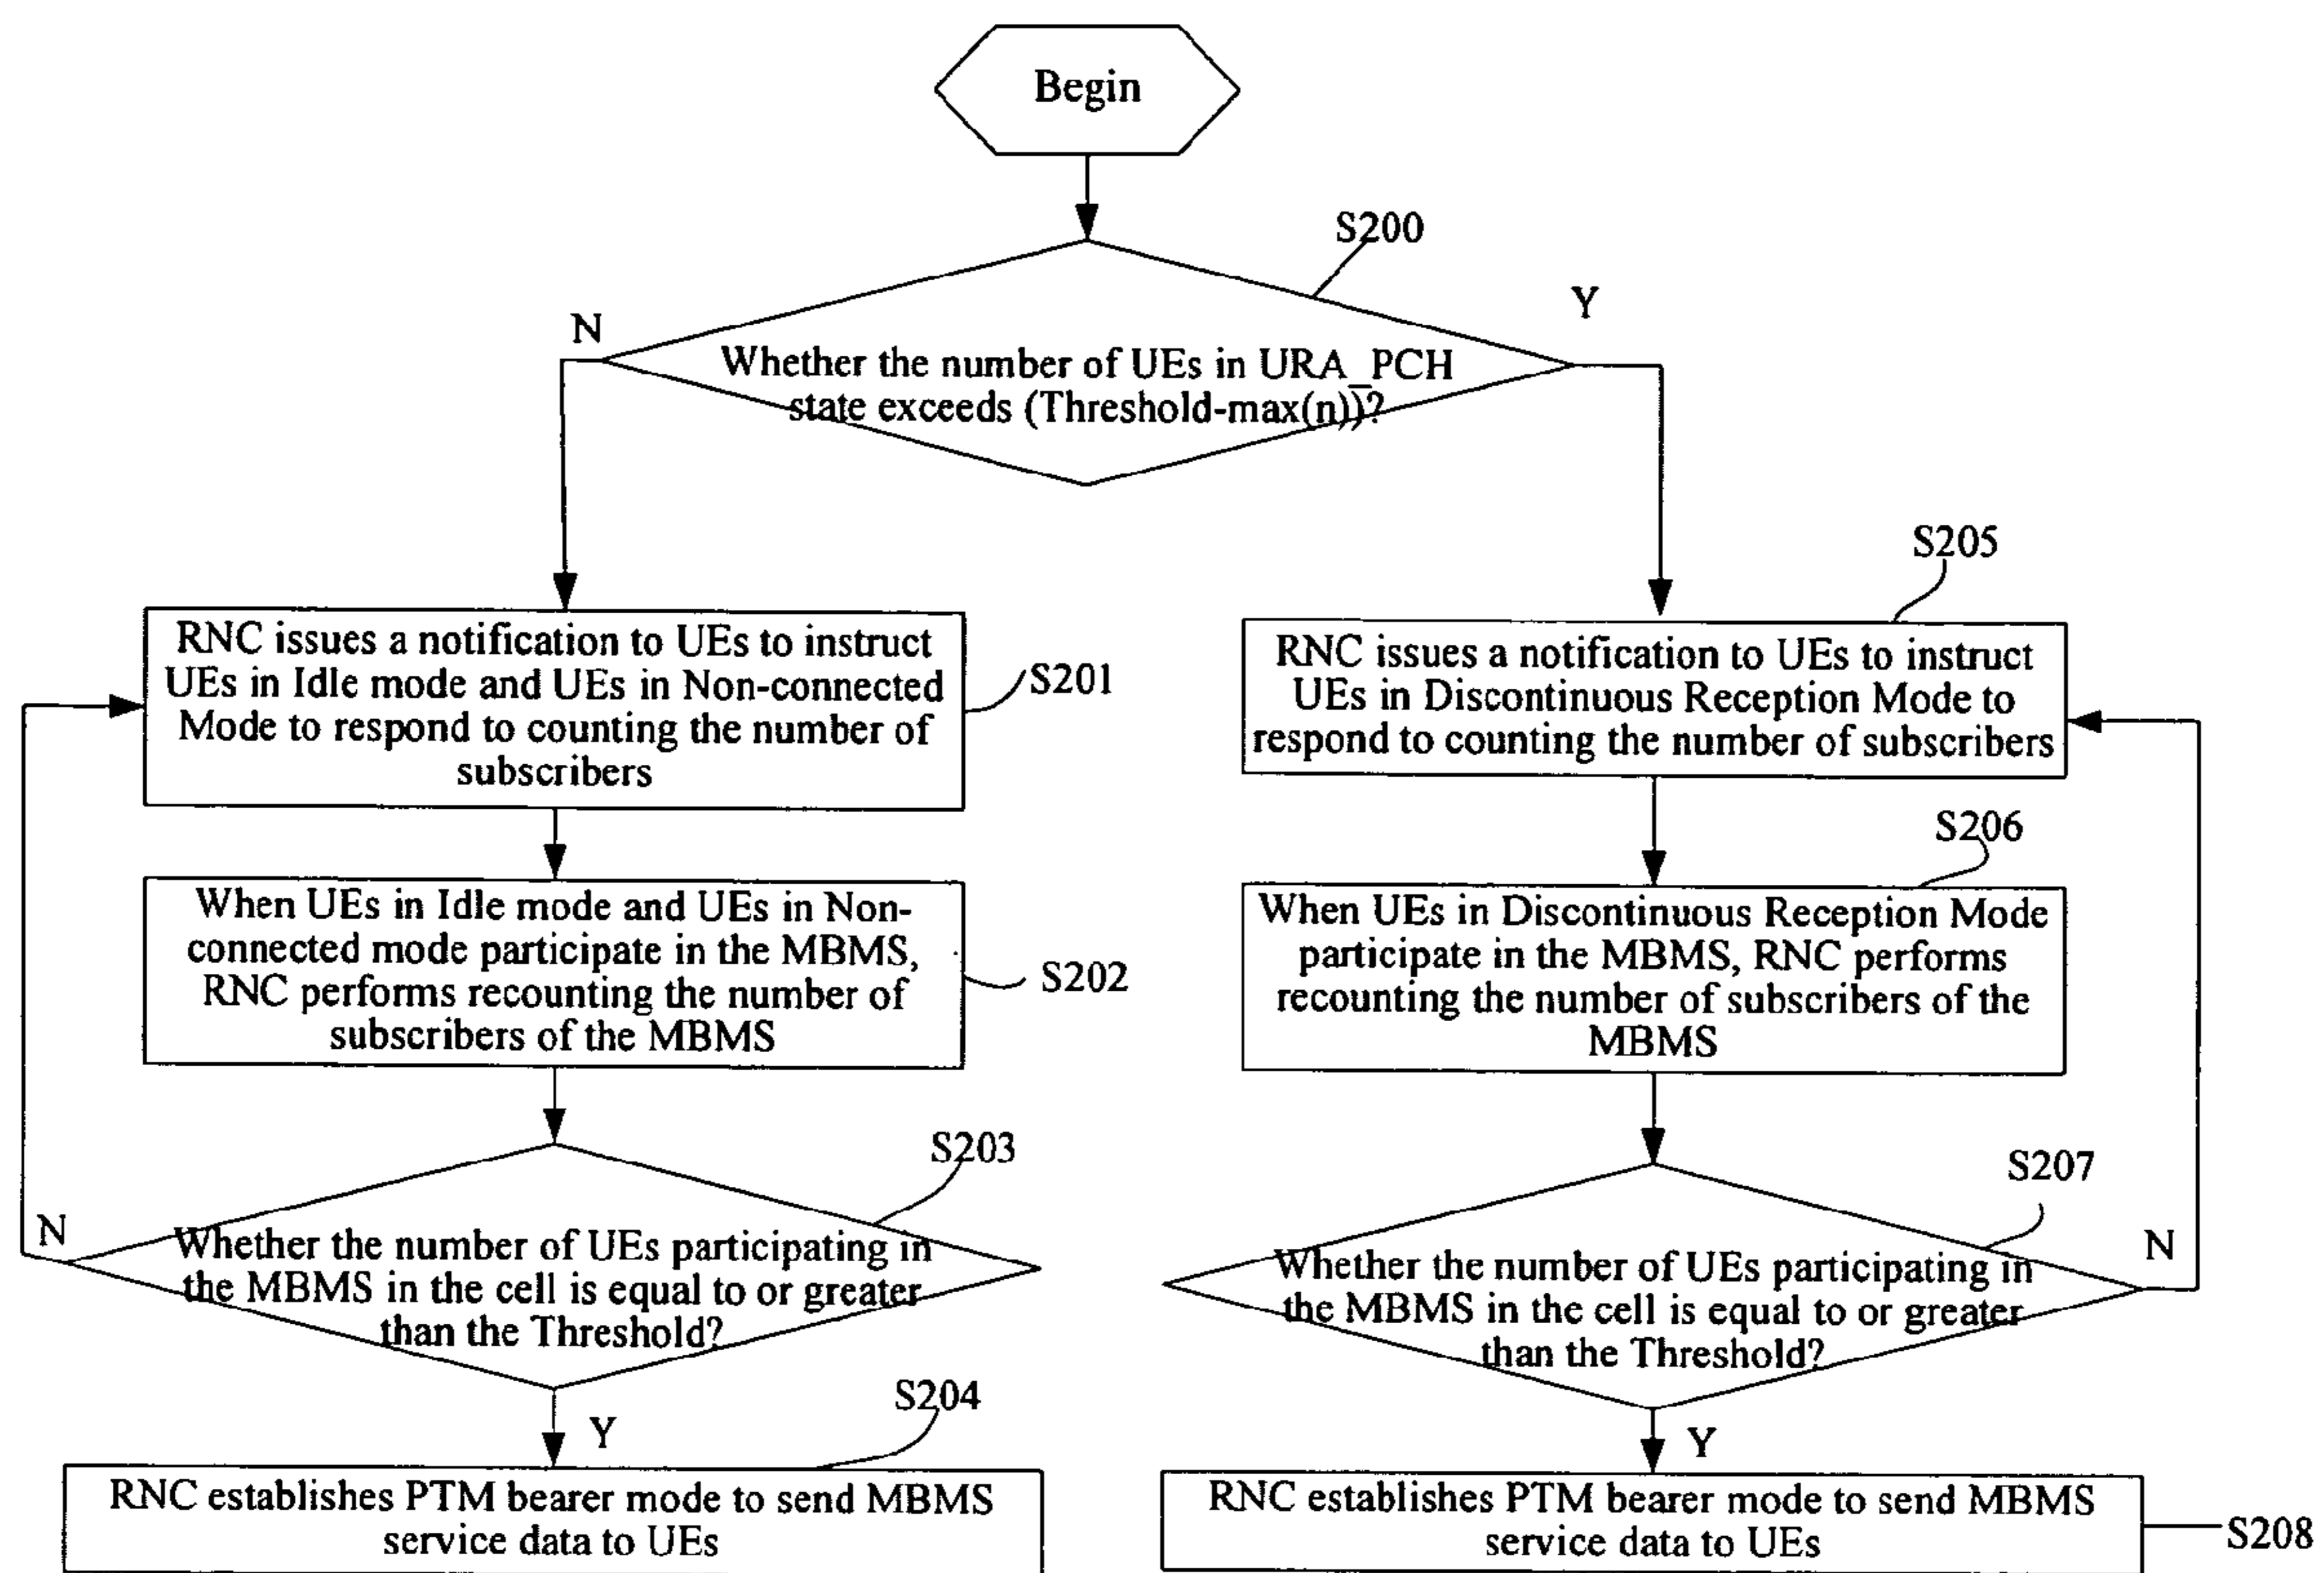 Begin
S200
N
Y
Whether the number of UEs in URA_PCH
state exceeds (Threshold-max(n))?
S205
RNC issues a notification to UEs to instruct
UEs in Idle mode and UEs in Non-connected
Mode to respond to counting the number of
subscribers
S201
RNC issues a notification to UEs to instruct
UEs in Discontinuous Reception Mode to
respond to counting the number of subscribers
S206
When UEs in Idle mode and UEs in Non-
connected mode participate in the MBMS,
RNC performs recounting the number of
subscribers of the MBMS
S202
When UEs in Discontinuous Reception Mode
participate in the MBMS, RNC performs
recounting the number of subscribers of the
MBMS
S203
S207
N
Whether the number of UEs participating in
the MBMS in the cell is equal to or greater
than the Threshold?
Whether the number of UEs participating in
the MBMS in the cell is equal to or greater
than the Threshold?
N
S204
Y
Y
RNC establishes PTM bearer mode to send MBMS
service data to UEs
RNC establishes PTM bearer mode to send MBMS
service data to UEs
S208